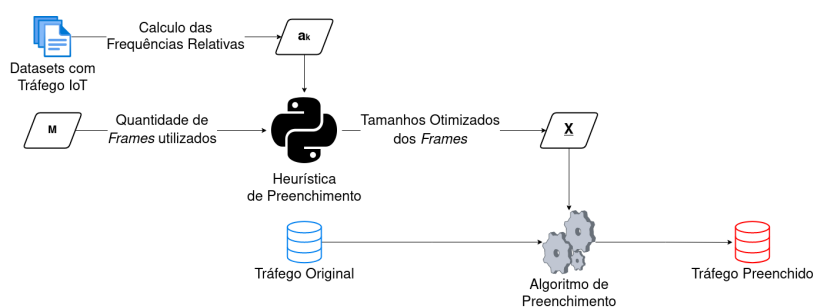 Calculo das
Frequências Relativas
ak
Datasets com
Tráfego IoT
M
Quantidade de
Frames utilizados
Tamanhos Otimizados
dos Frames
X
Heurística
de Preenchimento
Tráfego Original
Algoritmo de
Preenchimento
Tráfego Preenchido